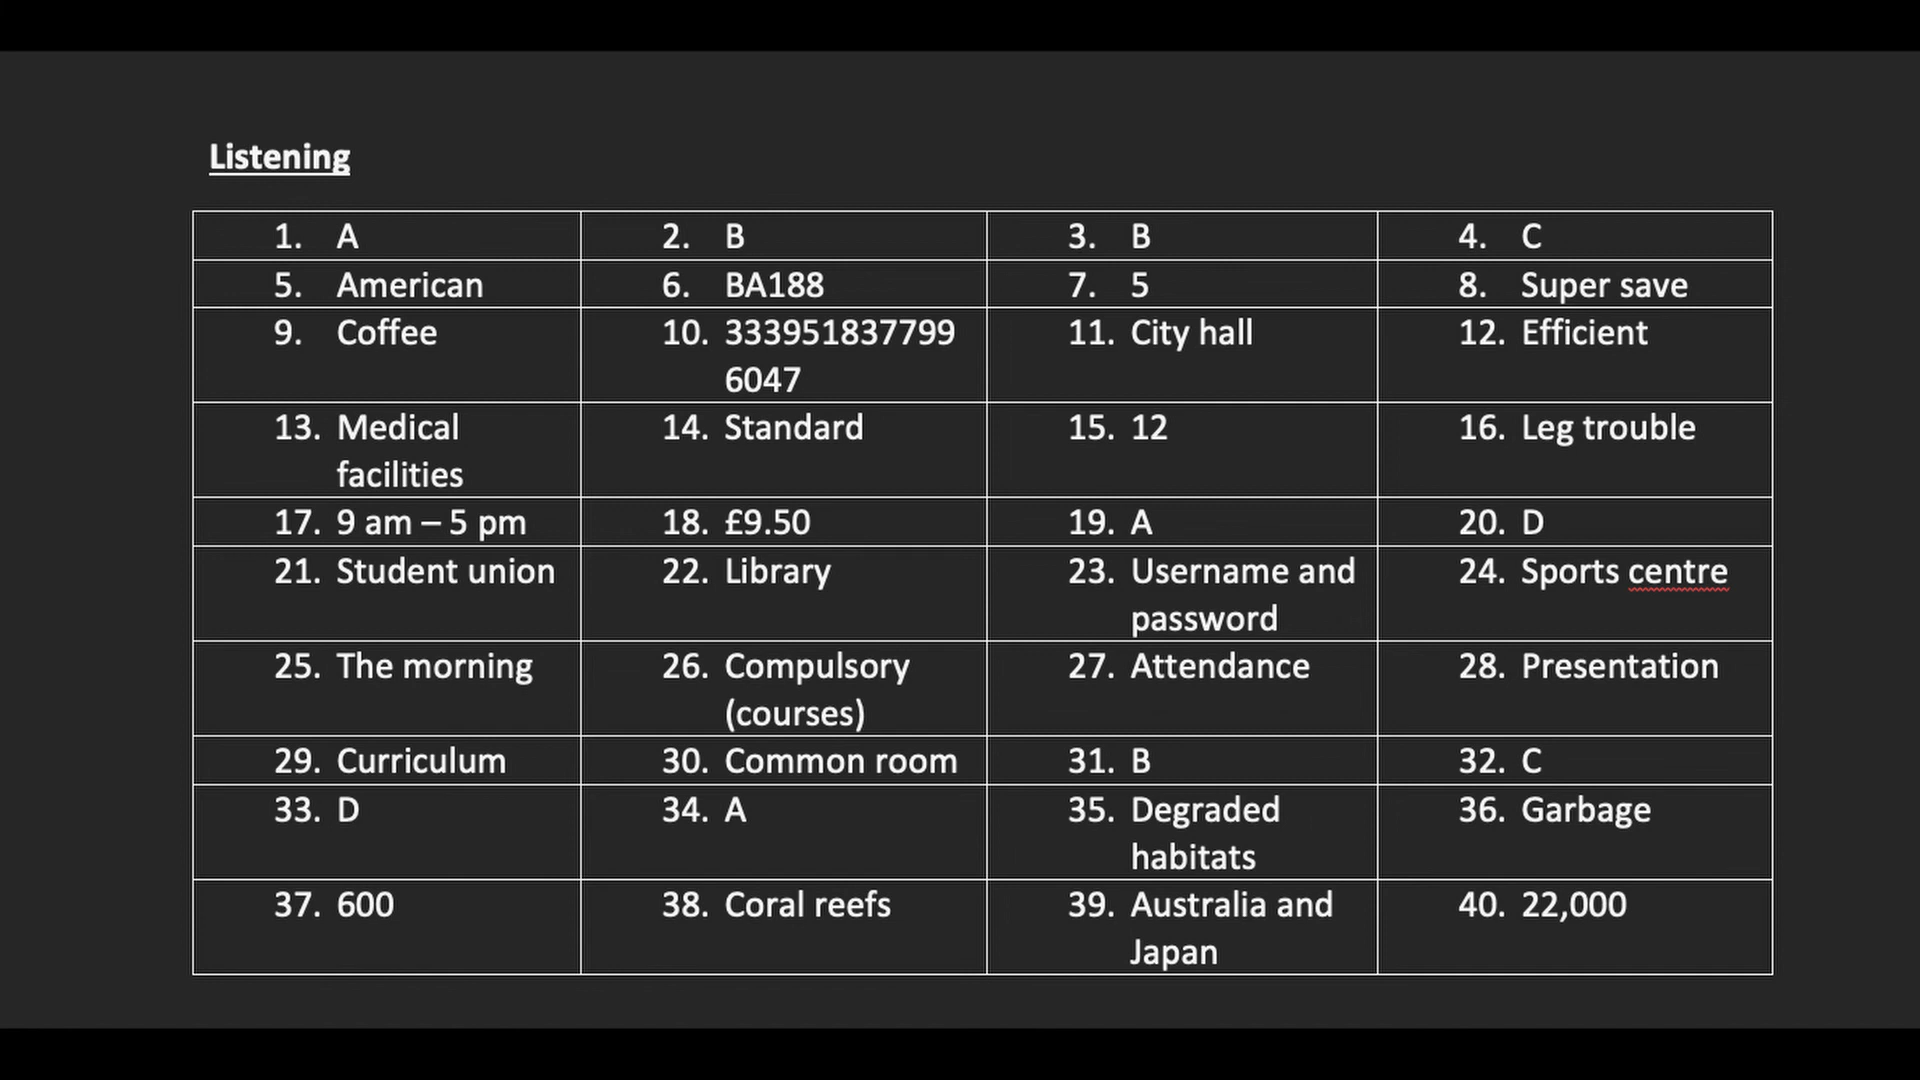 Listening
1. A 2. B 3. B 4. C
5. American 6. BA188 7. 5 8. Super save
9. Coffee 10. 333951837799 11. City hall 12. Efficient
6047
13. Medical 14. Standard 15. 12 16. Leg trouble
facilities
17. 9 am – 5 pm 18. £9.50 19. A 20. D
21. Student union 22. Library 23. Username and 24. Sports centre
password
25. The morning 26. Compulsory 27. Attendance 28. Presentation
(courses)
29. Curriculum 30. Common room 31. B 32. C
33. D 34. A 35. Degraded 36. Garbage
habitats
37. 600 38. Coral reefs 39. Australia and 40. 22,000
Japan